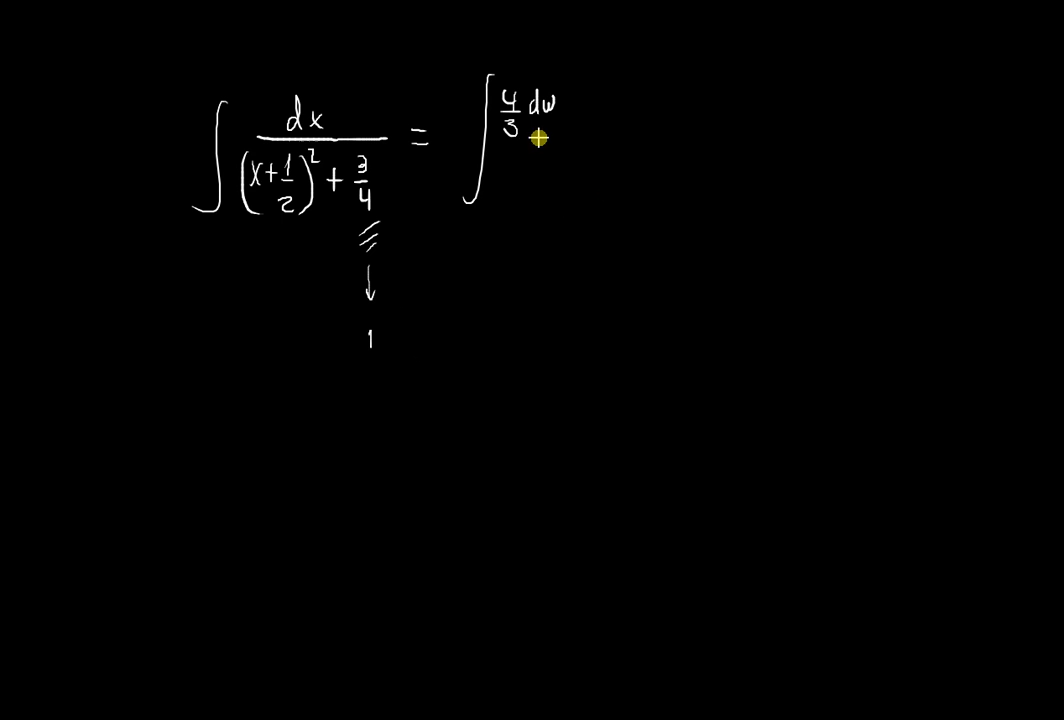 ∫ dx / ((x + 1/2)² + 3/4) = ∫ 4/3 dw
↓
1